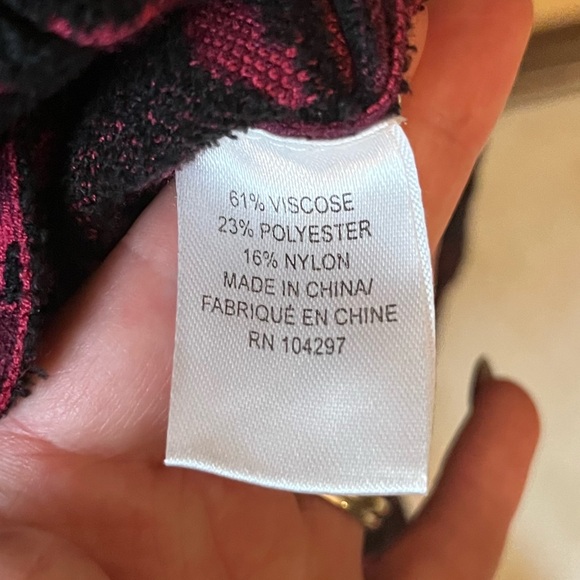 61% VISCOSE
23% POLYESTER
16% NYLON
MADE IN CHINA/
FABRIQUÉ EN CHINE
RN 104297